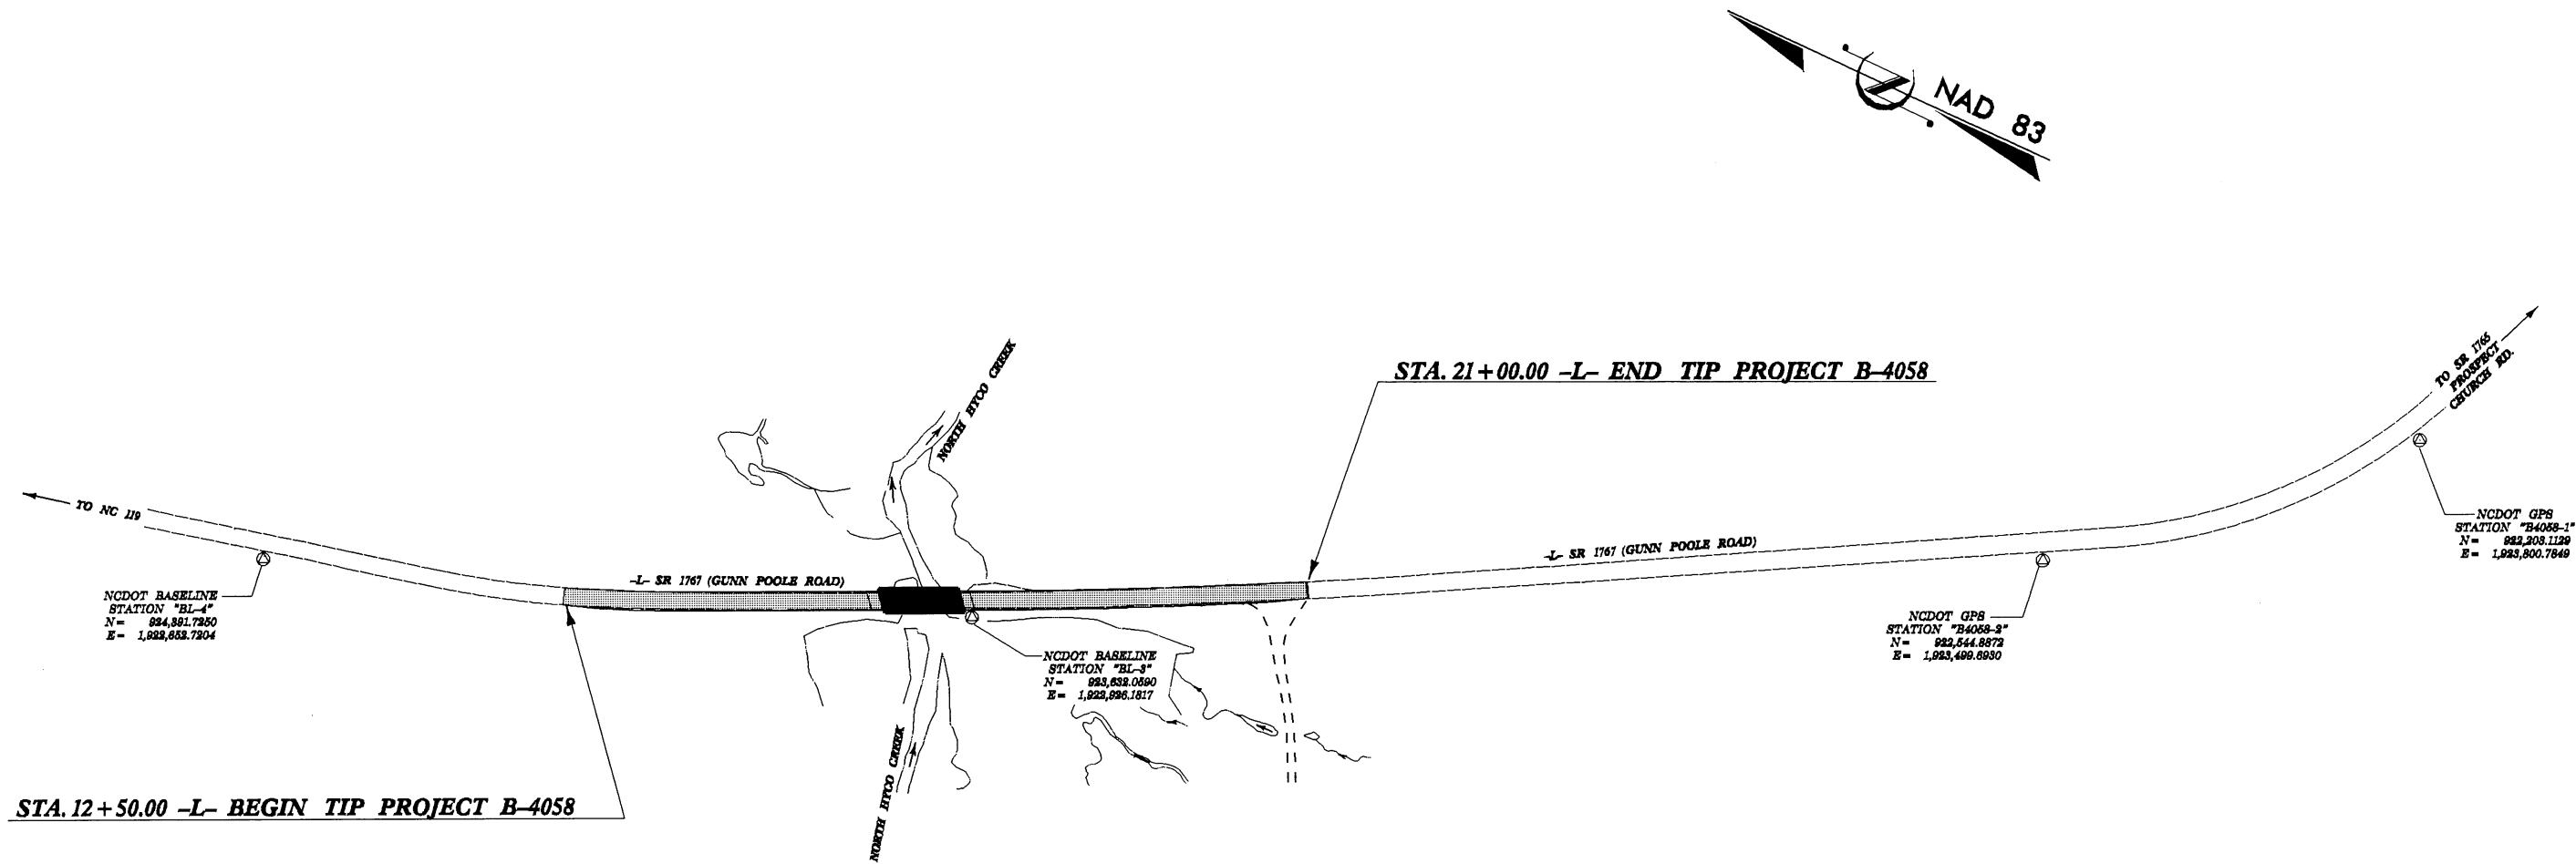 NAD 83
TO SR 1765
PROSPECT
CHURCH RD.
NORTH HYCO CREEK
STA. 21+00.00 -L- END TIP PROJECT B-4058
TO NC 119
-L- SR 1767 (GUNN POOLE ROAD)
-L- SR 1767 (GUNN POOLE ROAD)
NCDOT GPS
STATION "B4058-1"
N= 922,203.1129
E= 1,923,800.7849
NCDOT BASELINE
STATION "BL-4"
N= 924,391.7250
E= 1,922,652.7204
NCDOT GPS
STATION "B4058-2"
N= 922,544.8872
E= 1,923,499.6930
NCDOT BASELINE
STATION "BL-3"
N= 923,632.0590
E= 1,922,926.1817
NORTH HYCO CREEK
STA. 12+50.00 -L- BEGIN TIP PROJECT B-4058